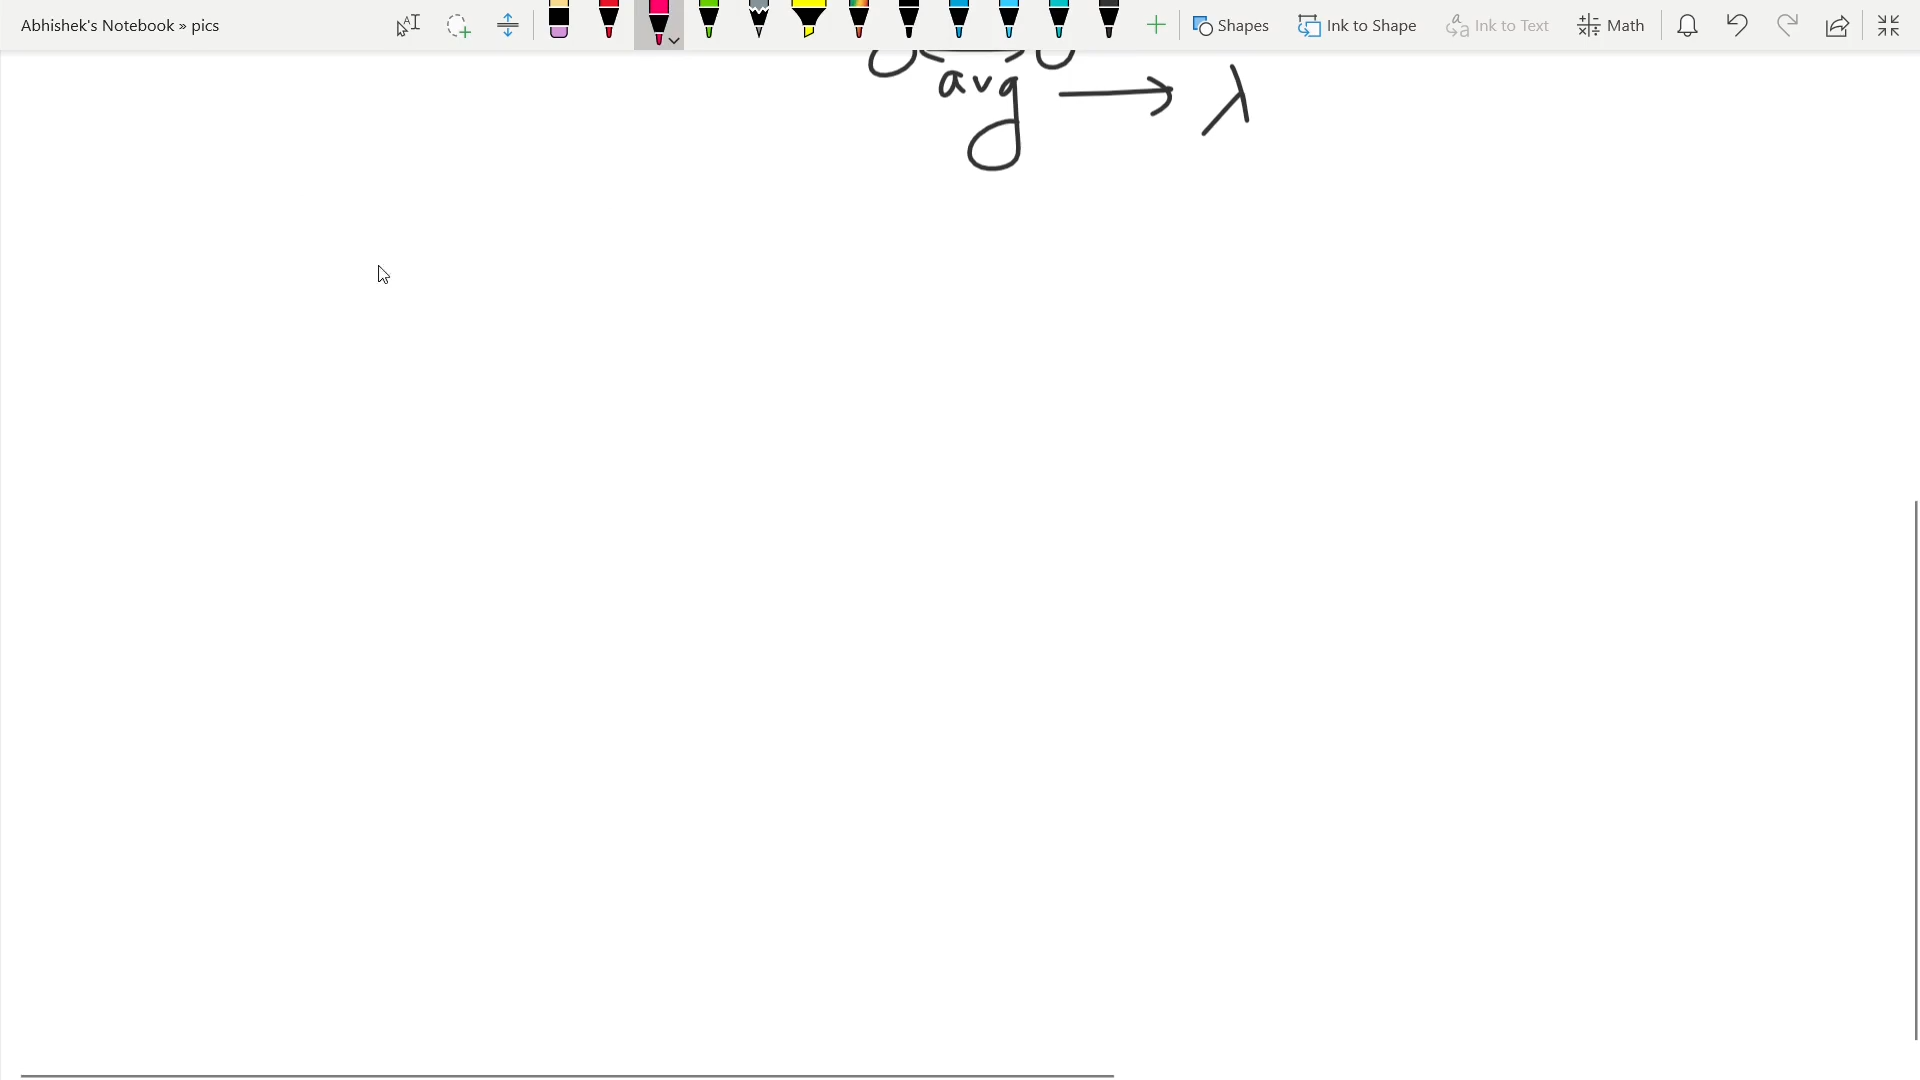 Abhishek's Notebook » pics Shapes Ink to Shape Ink to Text Math
avg → λ